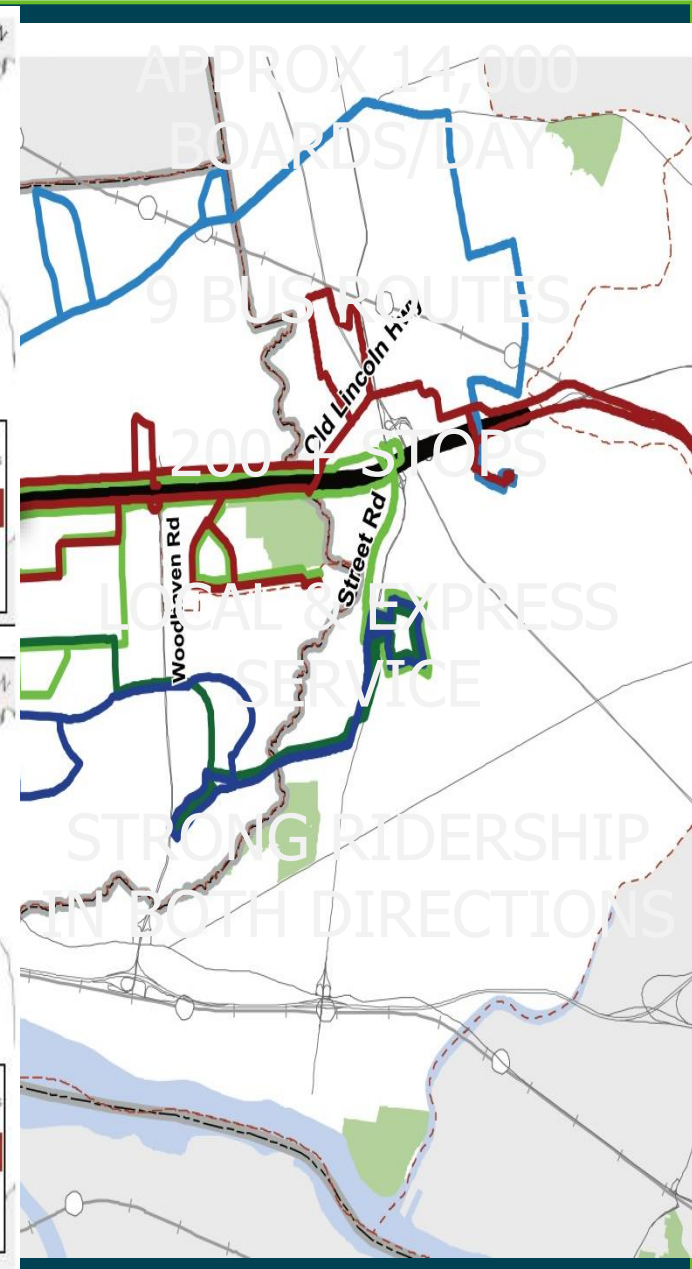 APPROX 14,000
BOARDS/DAY
9 BUS ROUTES
Old Lincoln Hwy
200 + STOPS
Street Rd
Woodhaven Rd
LOCAL & EXPRESS
SERVICE
STRONG RIDERSHIP
IN BOTH DIRECTIONS